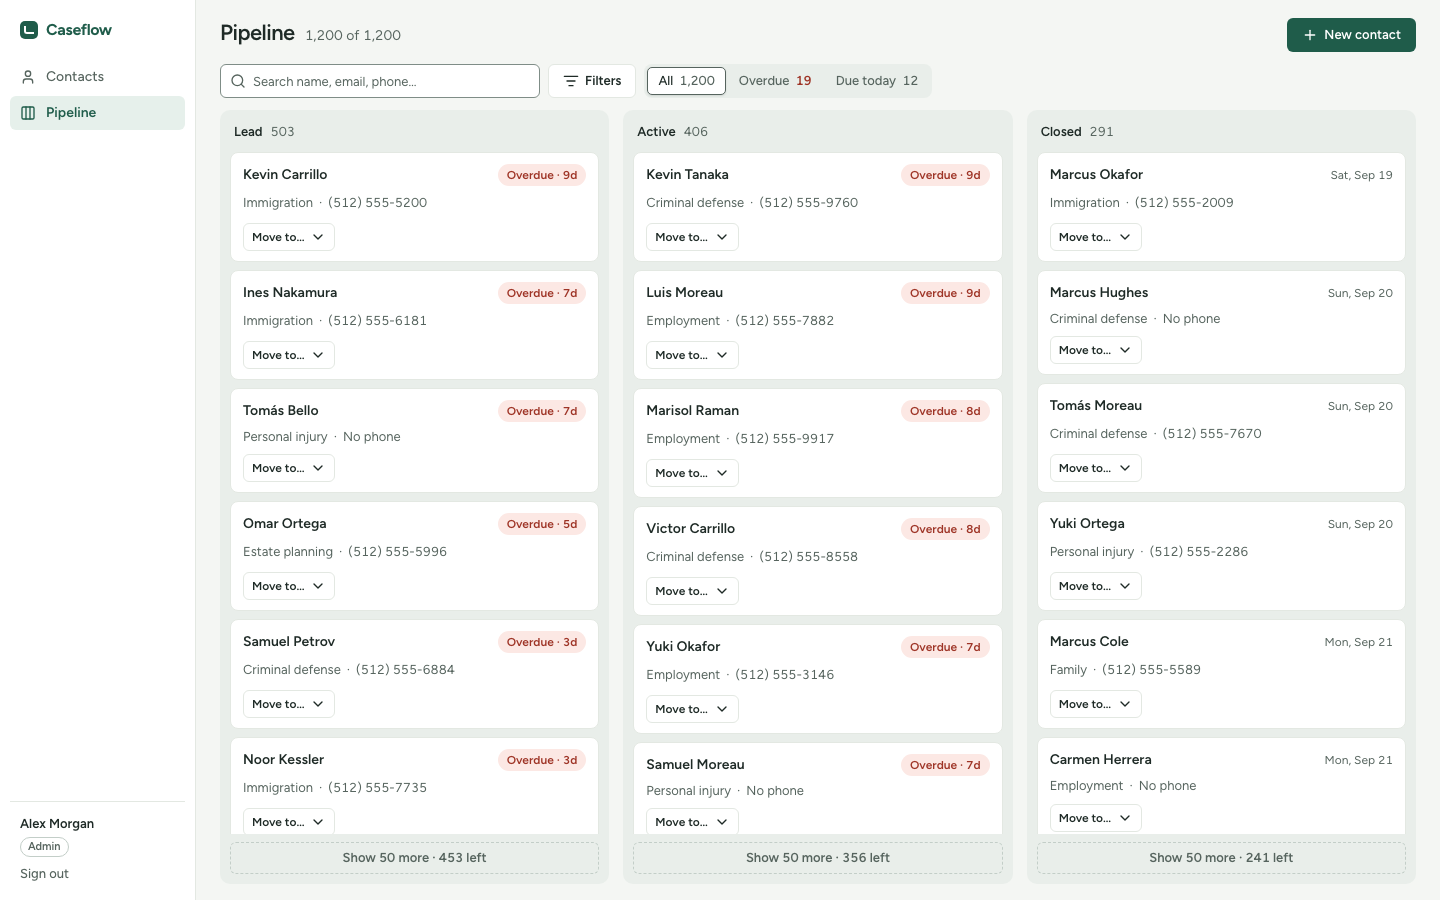 Caseflow
Contacts
Pipeline
Alex Morgan
Admin
Sign out
Pipeline 1,200 of 1,200
New contact
Search name, email, phone...
Filters
All 1,200
Overdue 19
Due today 12
Lead 503
Kevin Carrillo
Overdue · 9d
Immigration · (512) 555-5200
Move to...
Ines Nakamura
Overdue · 7d
Immigration · (512) 555-6181
Move to...
Tomás Bello
Overdue · 7d
Personal injury · No phone
Move to...
Omar Ortega
Overdue · 5d
Estate planning · (512) 555-5996
Move to...
Samuel Petrov
Overdue · 3d
Criminal defense · (512) 555-6884
Move to...
Noor Kessler
Overdue · 3d
Immigration · (512) 555-7735
Move to...
Show 50 more · 453 left
Active 406
Kevin Tanaka
Overdue · 9d
Criminal defense · (512) 555-9760
Move to...
Luis Moreau
Overdue · 9d
Employment · (512) 555-7882
Move to...
Marisol Raman
Overdue · 8d
Employment · (512) 555-9917
Move to...
Victor Carrillo
Overdue · 8d
Criminal defense · (512) 555-8558
Move to...
Yuki Okafor
Overdue · 7d
Employment · (512) 555-3146
Move to...
Samuel Moreau
Overdue · 7d
Personal injury · No phone
Move to...
Show 50 more · 356 left
Closed 291
Marcus Okafor
Sat, Sep 19
Immigration · (512) 555-2009
Move to...
Marcus Hughes
Sun, Sep 20
Criminal defense · No phone
Move to...
Tomás Moreau
Sun, Sep 20
Criminal defense · (512) 555-7670
Move to...
Yuki Ortega
Sun, Sep 20
Personal injury · (512) 555-2286
Move to...
Marcus Cole
Mon, Sep 21
Family · (512) 555-5589
Move to...
Carmen Herrera
Mon, Sep 21
Employment · No phone
Move to...
Show 50 more · 241 left